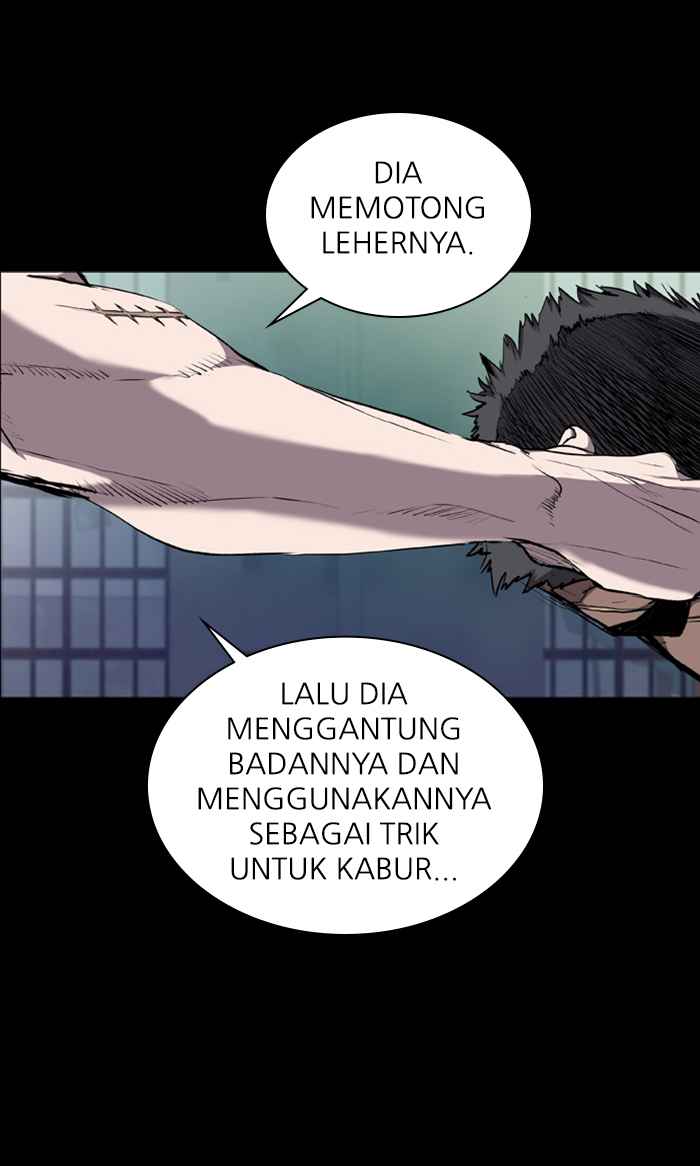 DIA
MEMOTONG
LEHERNYA.
LALU DIA
MENGGANTUNG
BADANNYA DAN
MENGGUNAKANNYA
SEBAGAI TRIK
UNTUK KABUR...